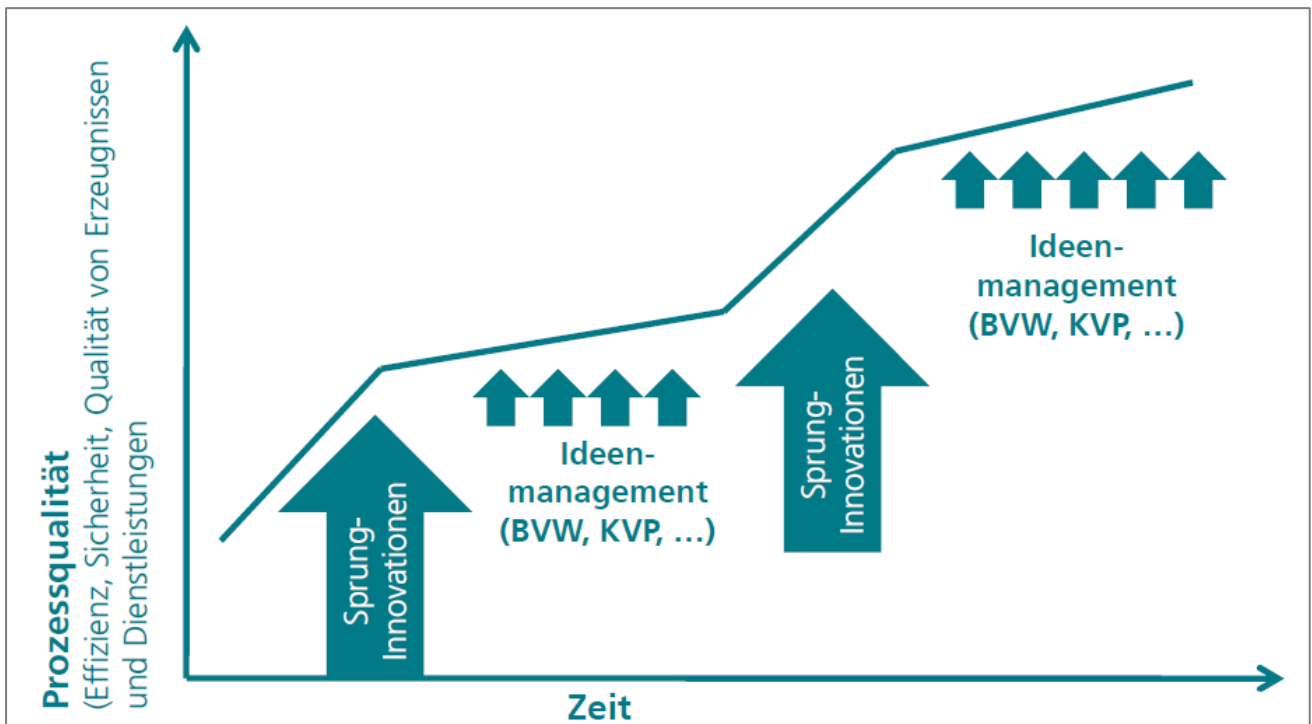 Prozessqualität
(Effizienz, Sicherheit, Qualität von Erzeugnissen
und Dienstleistungen
Sprung-
Innovationen
Ideen-
management
(BVW, KVP, ...)
Sprung-
Innovationen
Ideen-
management
(BVW, KVP, ...)
Zeit